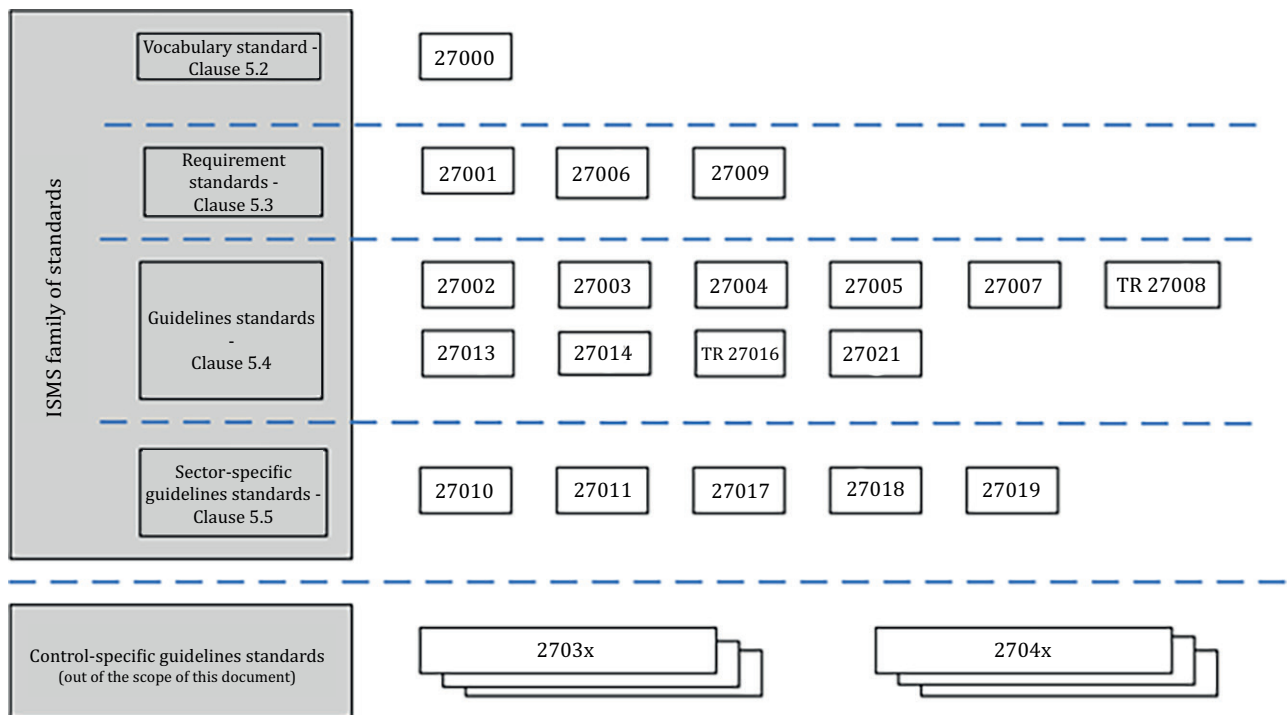 ISMS family of standards
Vocabulary standard -
Clause 5.2
27000
Requirement
standards -
Clause 5.3
27001 27006 27009
Guidelines standards
-
Clause 5.4
27002 27003 27004 27005 27007 TR 27008
27013 27014 TR 27016 27021
Sector-specific
guidelines standards -
Clause 5.5
27010 27011 27017 27018 27019
Control-specific guidelines standards
(out of the scope of this document)
2703x 2704x